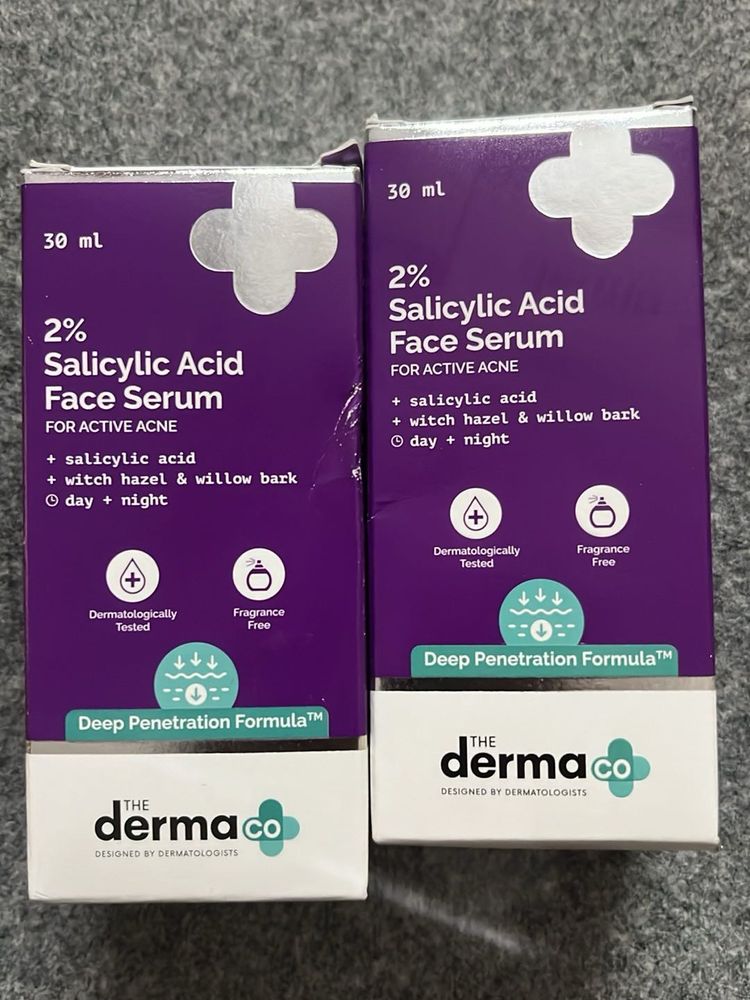 30 ml
2%
Salicylic Acid
Face Serum
FOR ACTIVE ACNE
+ salicylic acid
+ witch hazel & willow bark
day + night
Dermatologically
Tested
Fragrance
Free
Deep Penetration Formula™
THE
derma co
DESIGNED BY DERMATOLOGISTS
30 ml
2%
Salicylic Acid
Face Serum
FOR ACTIVE ACNE
+ salicylic acid
+ witch hazel & willow bark
day + night
Dermatologically
Tested
Fragrance
Free
Deep Penetration Formula™
THE
derma co
DESIGNED BY DERMATOLOGISTS